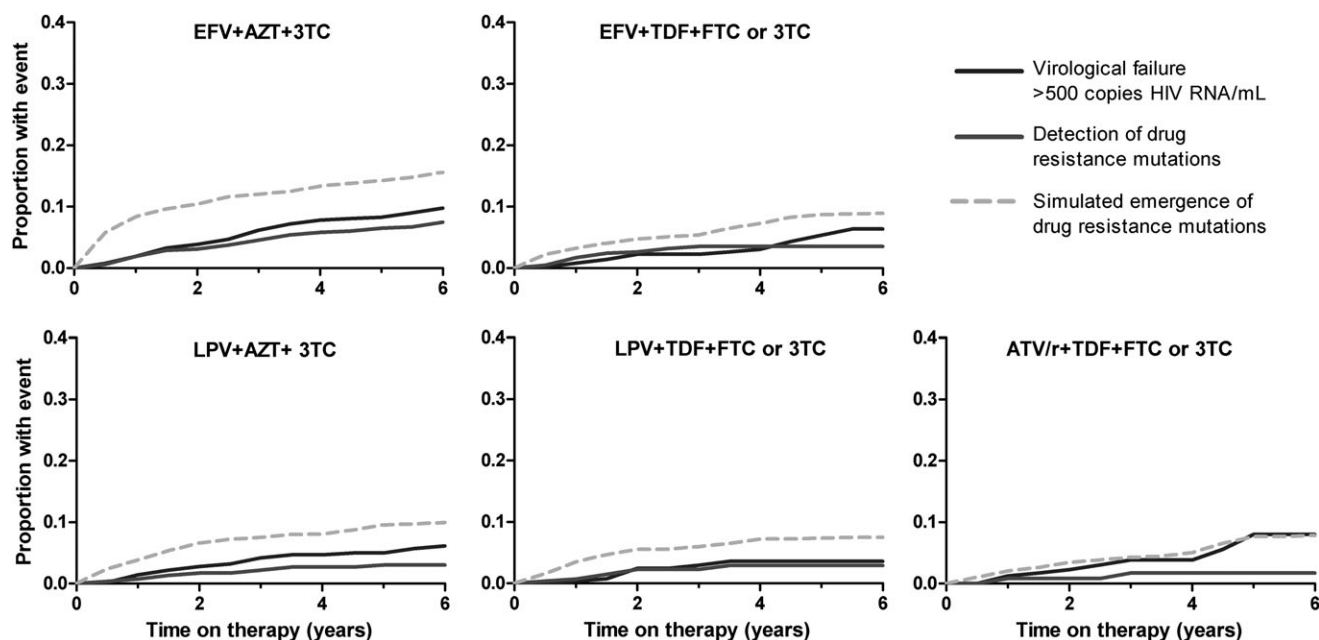 EFV+AZT+3TC
Proportion with event
0.4
0.3
0.2
0.1
0.0
0
2
4
6
EFV+TDF+FTC or 3TC
0.4
0.3
0.2
0.1
0.0
0
2
4
6
Virological failure
>500 copies HIV RNA/mL
Detection of drug
resistance mutations
Simulated emergence of
drug resistance mutations
LPV+AZT+ 3TC
Proportion with event
0.4
0.3
0.2
0.1
0.0
0
2
4
6
Time on therapy (years)
LPV+TDF+FTC or 3TC
0.4
0.3
0.2
0.1
0.0
0
2
4
6
Time on therapy (years)
ATV/r+TDF+FTC or 3TC
0.4
0.3
0.2
0.1
0.0
0
2
4
6
Time on therapy (years)